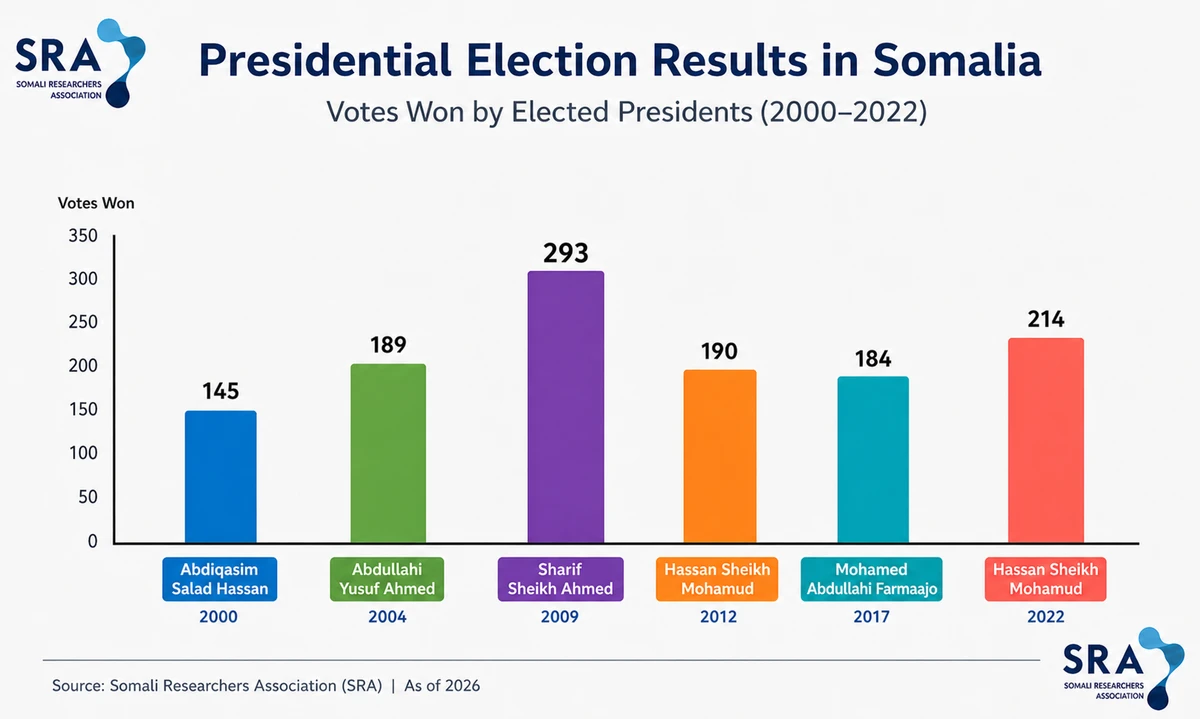 SRA
SOMALI RESEARCHERS
ASSOCIATION
Presidential Election Results in Somalia
Votes Won by Elected Presidents (2000–2022)
Votes Won
350
300
250
200
150
100
50
0
145
189
293
190
184
214
Abdiqasim
Salad Hassan
2000
Abdullahi
Yusuf Ahmed
2004
Sharif
Sheikh Ahmed
2009
Hassan Sheikh
Mohamud
2012
Mohamed
Abdullahi Farmaajo
2017
Hassan Sheikh
Mohamud
2022
Source: Somali Researchers Association (SRA) | As of 2026
SRA
SOMALI RESEARCHERS
ASSOCIATION